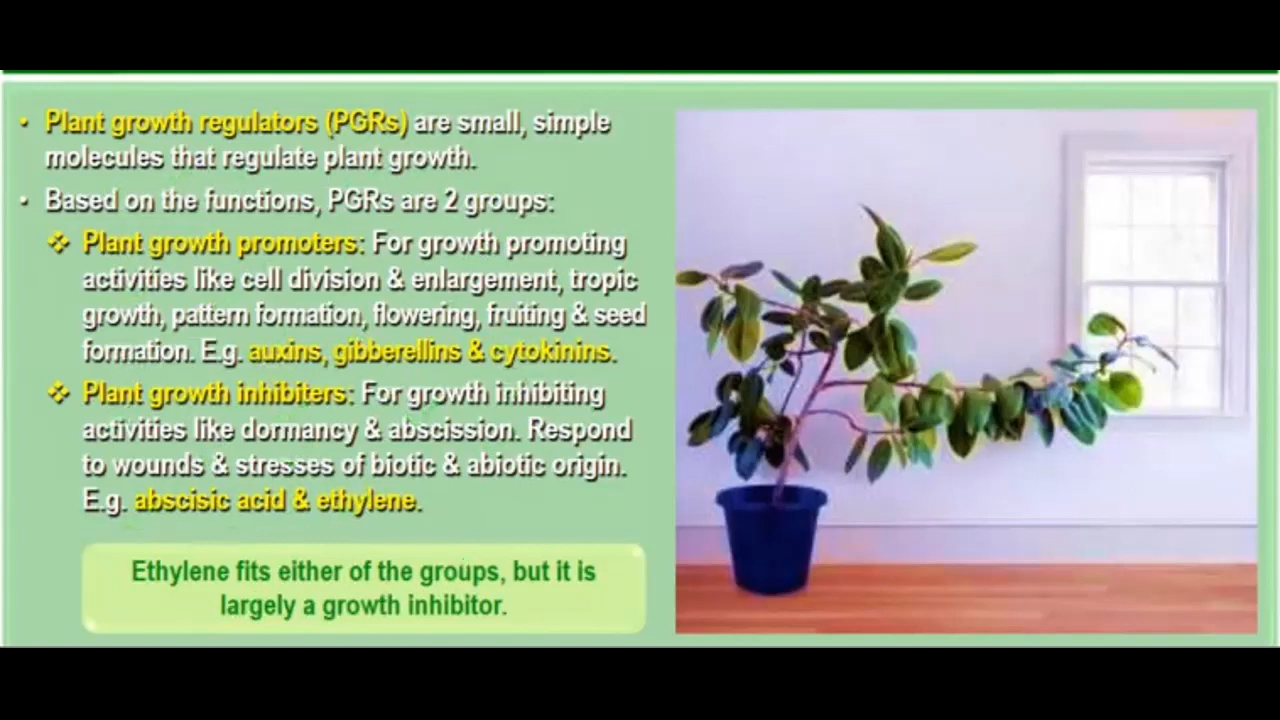 • Plant growth regulators (PGRs) are small, simple
molecules that regulate plant growth.
• Based on the functions, PGRs are 2 groups:
❖ Plant growth promoters: For growth promoting
activities like cell division & enlargement, tropic
growth, pattern formation, flowering, fruiting & seed
formation. E.g. auxins, gibberellins & cytokinins.
❖ Plant growth inhibiters: For growth inhibiting
activities like dormancy & abscission. Respond
to wounds & stresses of biotic & abiotic origin.
E.g. abscisic acid & ethylene.
Ethylene fits either of the groups, but it is
largely a growth inhibitor.